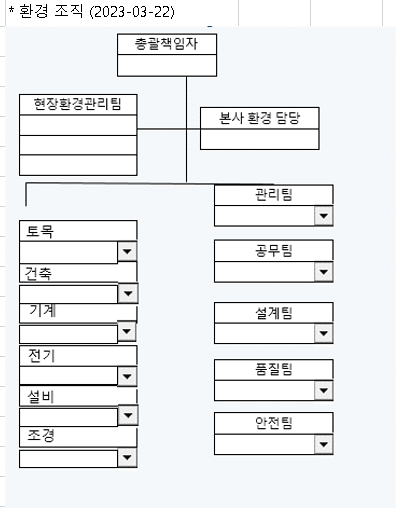 * 환경 조직 (2023-03-22)
총괄책임자
현장환경관리팀
본사 환경 담당
관리팀
토목
공무팀
건축
기계
설계팀
전기
품질팀
설비
안전팀
조경